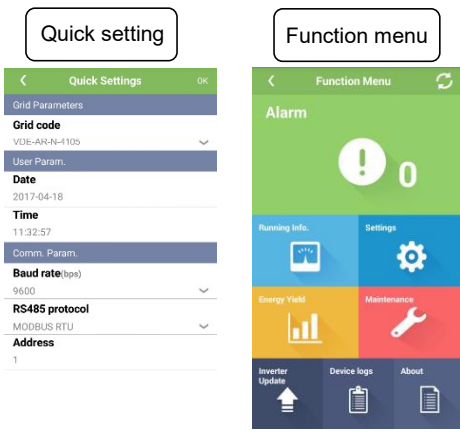 Quick setting
Quick Settings
OK
Grid Parameters
Grid code
VDE-AR-N-4105
User Param.
Date
2017-04-18
Time
11:32:57
Comm. Param.
Baud rate(bps)
9600
RS485 protocol
MODBUS RTU
Address
1
Function menu
Function Menu
Alarm
0
Running Info.
Settings
Energy Yield
Maintenance
Inverter
Update
Device logs
About